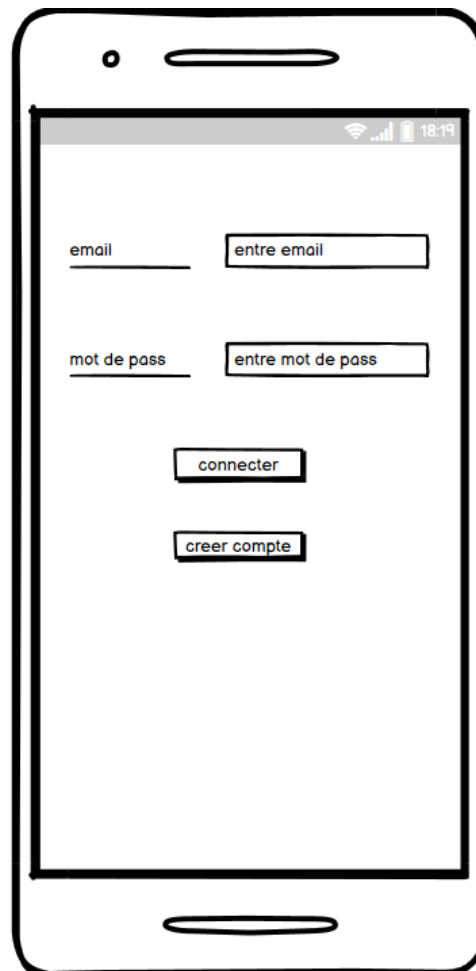 18:19
email
entre email
mot de pass
entre mot de pass
connecter
creer compte